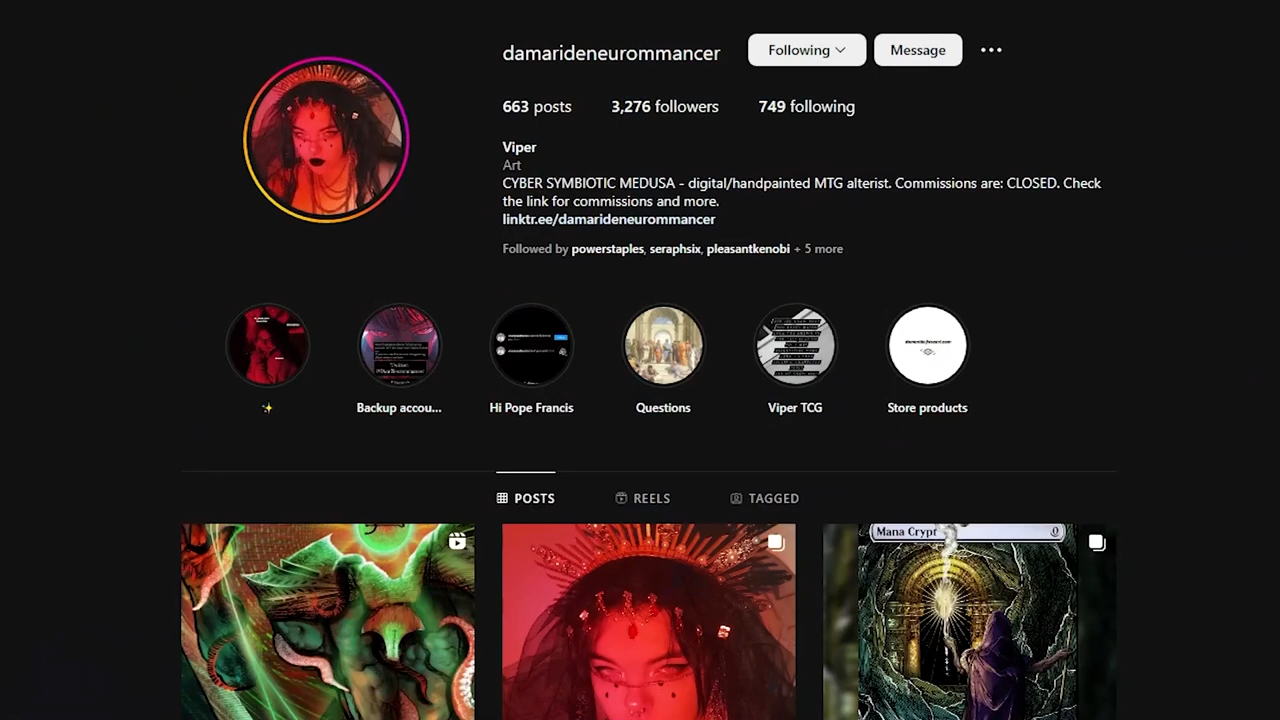 damarideneurommancer Following Message
663 posts 3,276 followers 749 following
Viper
Art
CYBER SYMBIOTIC MEDUSA - digital/handpainted MTG alterist. Commissions are: CLOSED. Check
the link for commissions and more.
linktr.ee/damarideneurommancer
Followed by powerstaples, seraphsix, pleasantkenobi + 5 more
Backup accou... Hi Pope Francis Questions Viper TCG Store products
POSTS REELS TAGGED
Mana Crypt 0